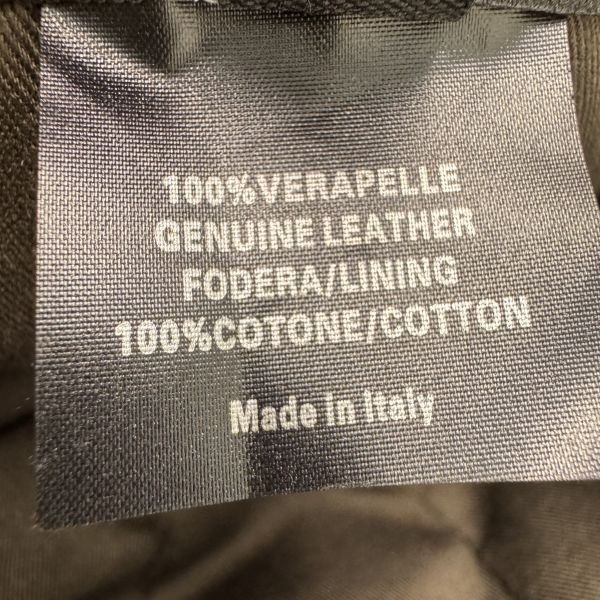 100%VERAPELLE
GENUINE LEATHER
FODERA/LINING
100%COTONE/COTTON
Made in Italy